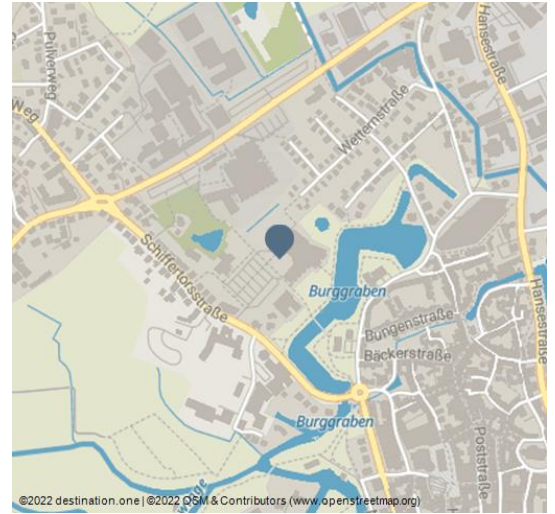 Pulverweg
Hansestraße
Weg
Wetternstraße
Schiffertorsstraße
Burggraben
Bungenstraße
Hansestraße
Bäckerstraße
Burggraben
Poststraße
©2022 destination.one | ©2022 OSM & Contributors (www.openstreetmap.org)